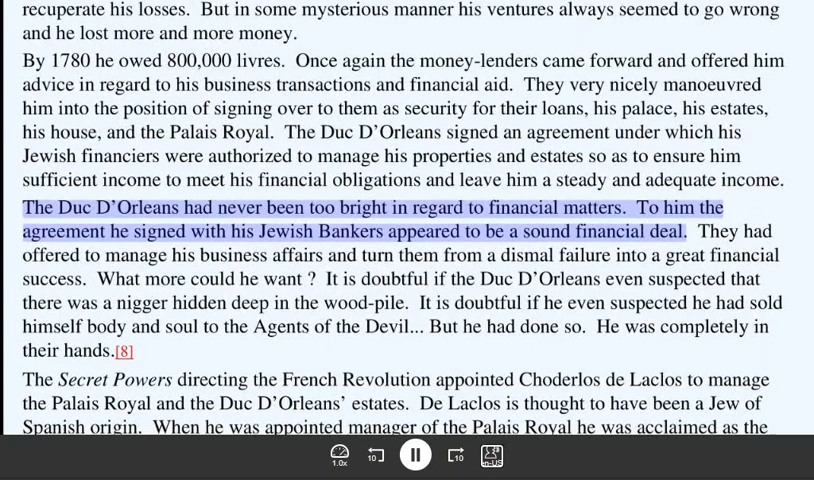 recuperate his losses.  But in some mysterious manner his ventures always seemed to go wrong
and he lost more and more money.
By 1780 he owed 800,000 livres.  Once again the money-lenders came forward and offered him
advice in regard to his business transactions and financial aid.  They very nicely manoeuvred
him into the position of signing over to them as security for their loans, his palace, his estates,
his house, and the Palais Royal.  The Duc D’Orleans signed an agreement under which his
Jewish financiers were authorized to manage his properties and estates so as to ensure him
sufficient income to meet his financial obligations and leave him a steady and adequate income.
The Duc D’Orleans had never been too bright in regard to financial matters.  To him the
agreement he signed with his Jewish Bankers appeared to be a sound financial deal.  They had
offered to manage his business affairs and turn them from a dismal failure into a great financial
success.  What more could he want ?  It is doubtful if the Duc D’Orleans even suspected that
there was a nigger hidden deep in the wood-pile.  It is doubtful if he even suspected he had sold
himself body and soul to the Agents of the Devil... But he had done so.  He was completely in
their hands.[8]
The Secret Powers directing the French Revolution appointed Choderlos de Laclos to manage
the Palais Royal and the Duc D’Orleans’ estates.  De Laclos is thought to have been a Jew of
Spanish origin.  When he was appointed manager of the Palais Royal he was acclaimed as the
1.0x
10
10
en-US